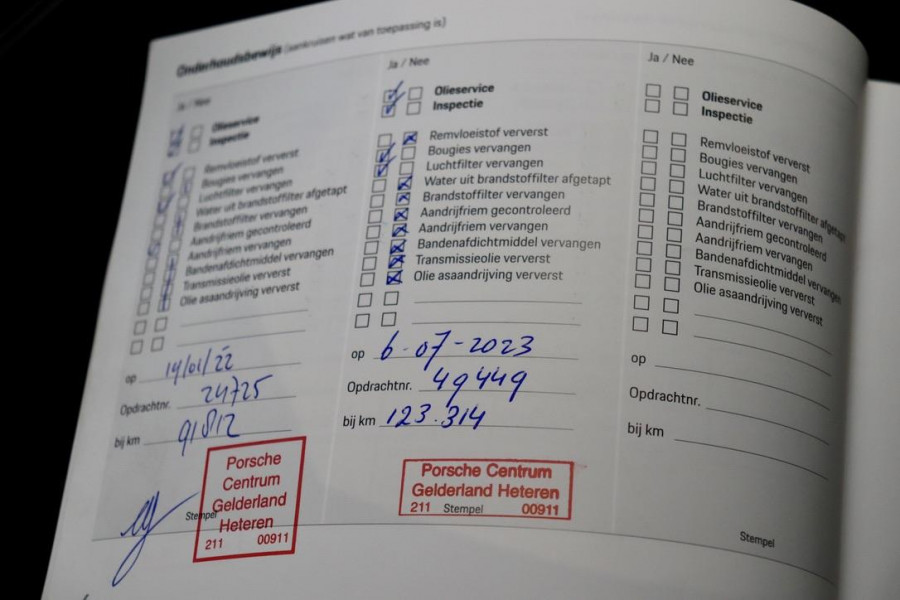 Onderhoudsbewijs (aankruisen wat van toepassing is)
Ja / Nee
Olieservice
Inspectie
Remvloeistof ververst
Bougies vervangen
Luchtfilter vervangen
Water uit brandstoffilter afgetapt
Brandstoffilter vervangen
Aandrijfriem gecontroleerd
Aandrijfriem vervangen
Bandenafdichtmiddel vervangen
Transmissieolie ververst
Olie asaandrijving ververst
op 14/01/22
Opdrachtnr. 24725
bij km 91812
Stempel
Porsche
Centrum
Gelderland
Heteren
211 00911
Ja / Nee
Olieservice
Inspectie
Remvloeistof ververst
Bougies vervangen
Luchtfilter vervangen
Water uit brandstoffilter afgetapt
Brandstoffilter vervangen
Aandrijfriem gecontroleerd
Aandrijfriem vervangen
Bandenafdichtmiddel vervangen
Transmissieolie ververst
Olie asaandrijving ververst
op 6-07-2023
Opdrachtnr. 49449
bij km 123.314
Porsche Centrum
Gelderland Heteren
211 Stempel 00911
Ja / Nee
Olieservice
Inspectie
Remvloeistof ververst
Bougies vervangen
Luchtfilter vervangen
Water uit brandstoffilter afgetapt
Brandstoffilter vervangen
Aandrijfriem gecontroleerd
Aandrijfriem vervangen
Bandenafdichtmiddel vervangen
Transmissieolie ververst
Olie asaandrijving ververst
op
Opdrachtnr.
bij km
Stempel